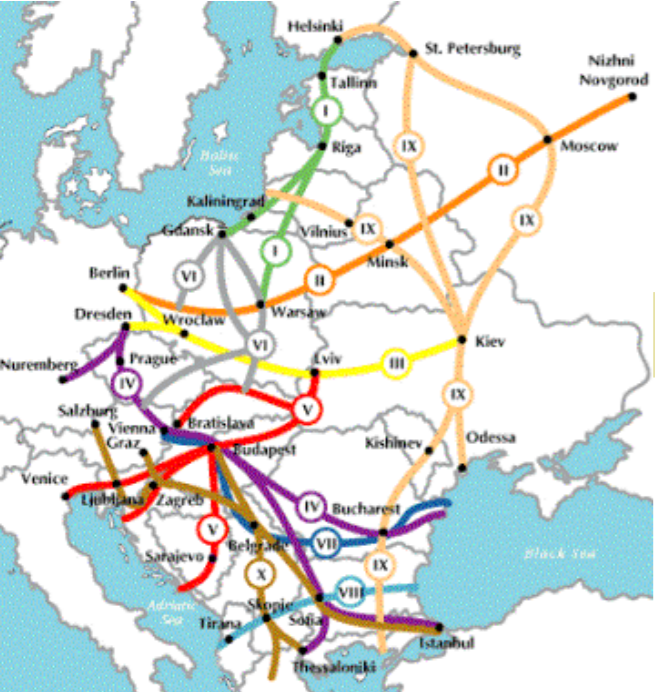 Helsinki
St. Petersburg
Nizhni
Novgorod
Tallinn
I
Riga
IX
Moscow
II
Baltic
Sea
Kaliningrad
Gdansk
Vilnius
IX
IX
Minsk
I
VI
II
Berlin
Warsaw
Dresden
Wroclaw
VI
Kiev
Nuremberg
Prague
Lviv
III
IV
IX
Salzburg
V
Vienna
Bratislava
Graz
Budapest
Kishinev
Odessa
Venice
Ljubljana
Zagreb
IV
Bucharest
V
Belgrade
VII
Sarajevo
X
IX
Black Sea
Adriatic
Sea
Skopje
VIII
Tirana
Sofia
Istanbul
Thessaloniki